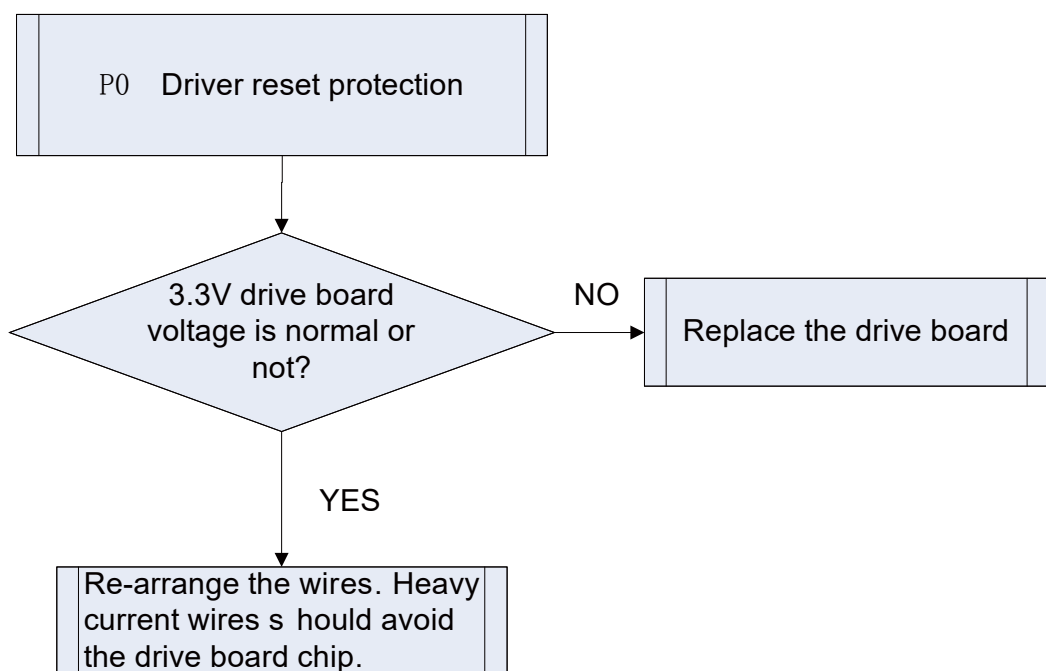 P0 Driver reset protection
3.3V drive board
voltage is normal or
not?
NO
Replace the drive board
YES
Re-arrange the wires. Heavy
current wires s hould avoid
the drive board chip.